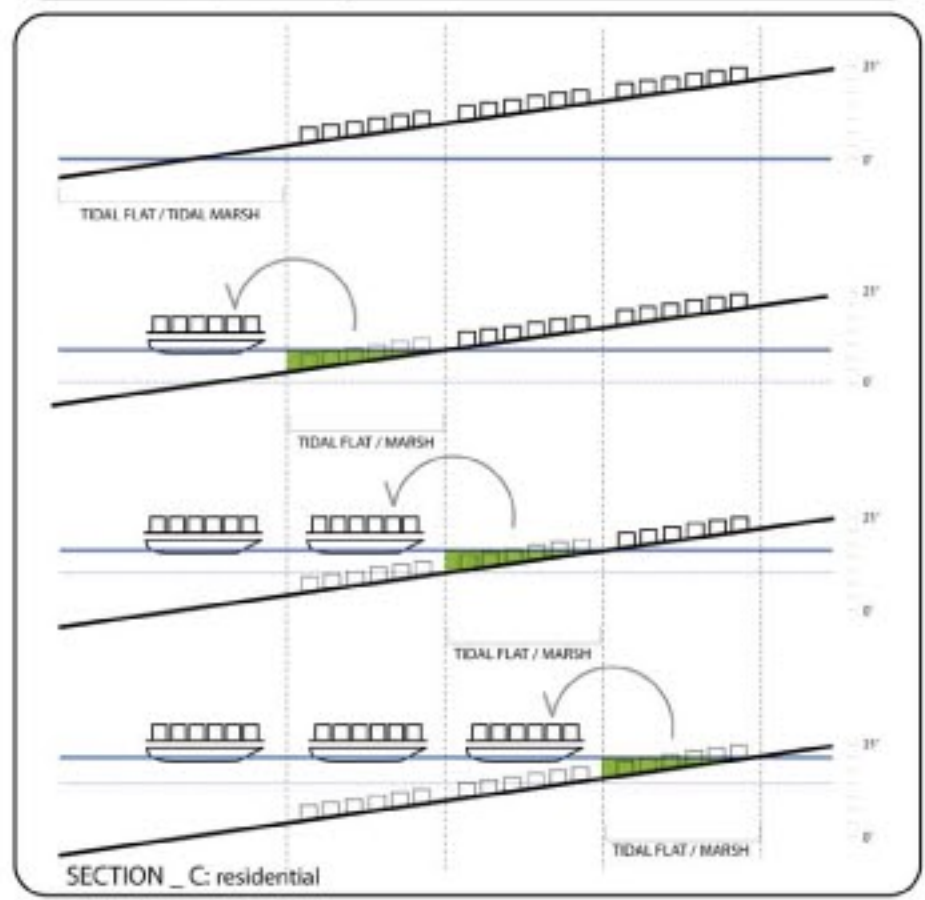 21'
0'
TIDAL FLAT / TIDAL MARSH
21'
0'
TIDAL FLAT / MARSH
21'
0'
TIDAL FLAT / MARSH
21'
0'
TIDAL FLAT / MARSH
SECTION _ C: residential